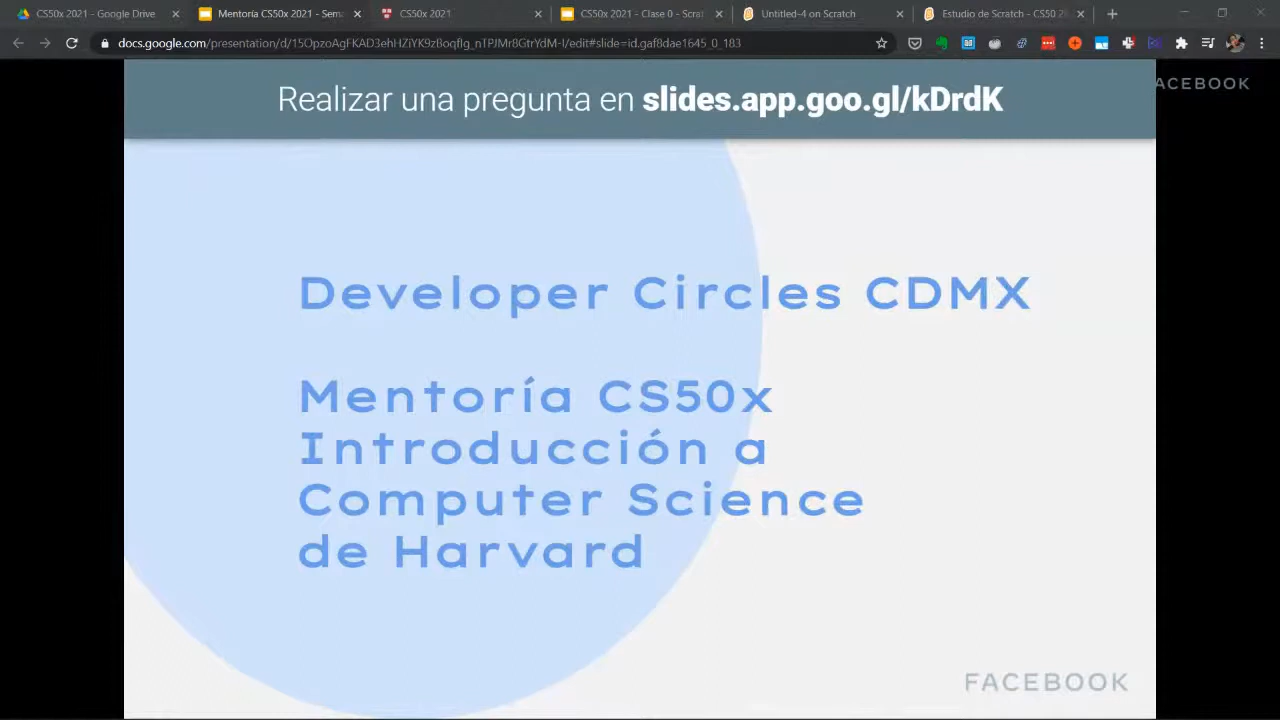 CS50x 2021 - Google Drive
Mentoría CS50x 2021 - Sema
CS50x 2021
CS50x 2021 - Clase 0 - Scrat
Untitled-4 on Scratch
Estudio de Scratch - CS50 2
docs.google.com/presentation/d/15OpzoAgFKAD3ehHZiYK9zBoqfIg_nTPJMr8GtrYdM-I/edit#slide=id.gaf8dae1645_0_183
Realizar una pregunta en slides.app.goo.gl/kDrdK
ACEBOOK
Developer Circles CDMX
Mentoría CS50x
Introducción a
Computer Science
de Harvard
FACEBOOK